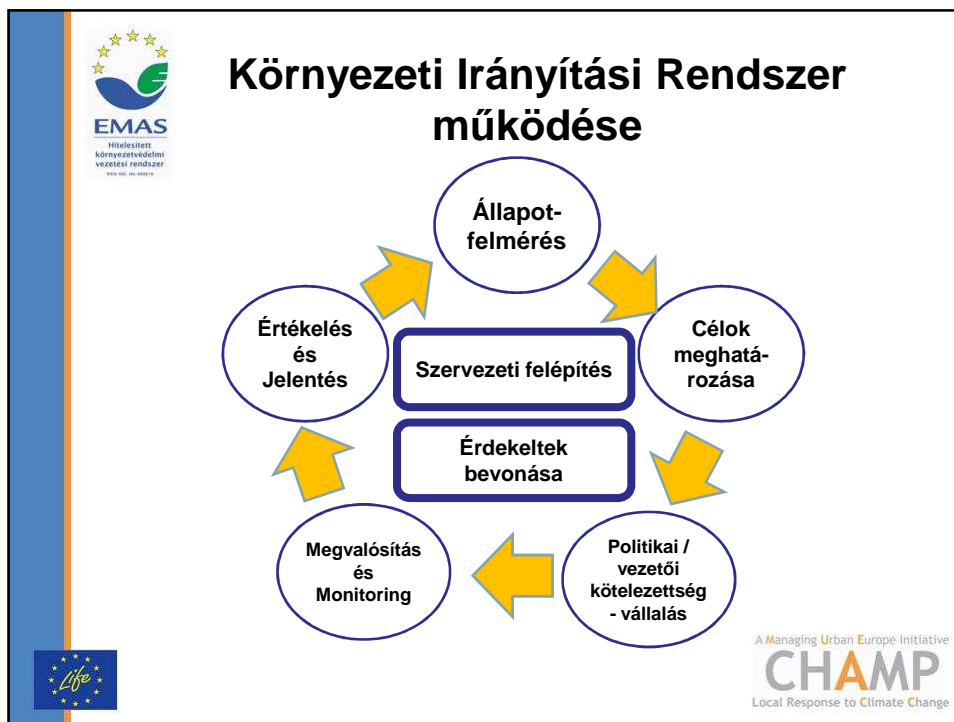 Környezeti Irányítási Rendszer
működése
EMAS
Hitelesített
környezetvédelmi
vezetési rendszer
Állapot-
felmérés
Értékelés
és
Jelentés
Szervezeti felépítés
Célok
meghatá-
rozása
Érdekeltek
bevonása
Megvalósítás
és
Monitoring
Politikai /
vezetői
kötelezettség
- vállalás
Life
A Managing Urban Europe Initiative
CHAMP
Local Response to Climate Change